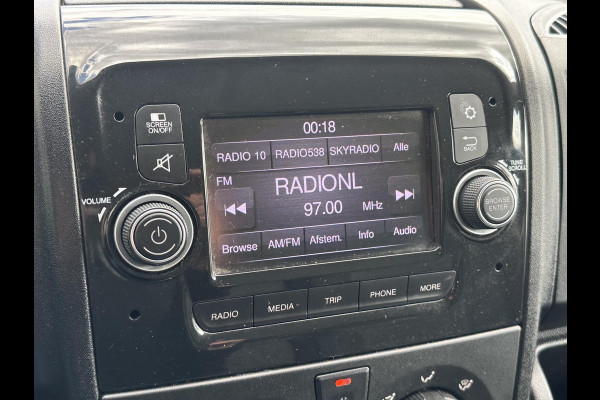 SCREEN
ON/OFF
BACK
VOLUME
TUNE
SCROLL
BROWSE
ENTER
00:18
RADIO 10 RADIO538 SKYRADIO Alle
FM
RADIONL
97.00 MHz
Browse AM/FM Afstem. Info Audio
RADIO MEDIA TRIP PHONE MORE